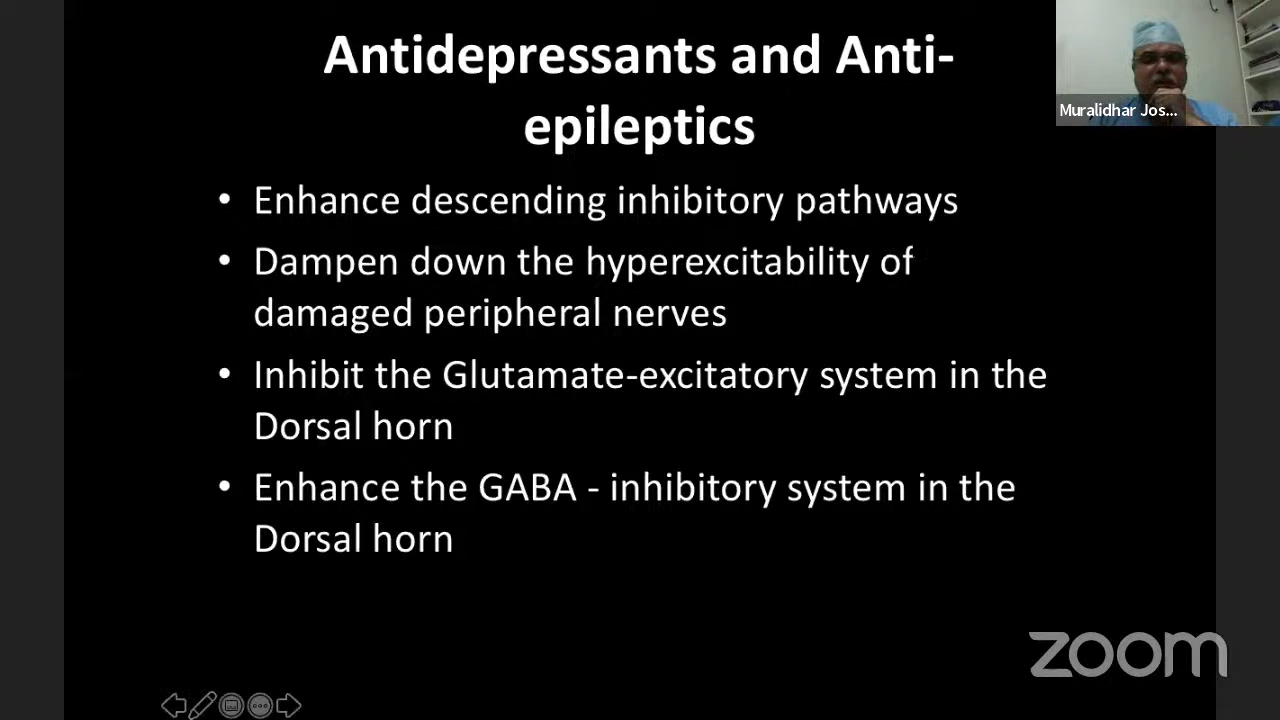 Antidepressants and Anti-
epileptics
Muralidhar Jos...
• Enhance descending inhibitory pathways
• Dampen down the hyperexcitability of
damaged peripheral nerves
• Inhibit the Glutamate-excitatory system in the
Dorsal horn
• Enhance the GABA - inhibitory system in the
Dorsal horn
zoom